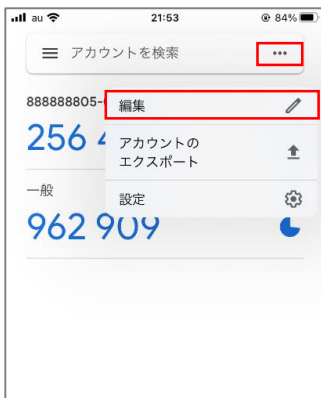 au 21:53 84%
アカウントを検索
888888805-
編集
256 4
アカウントの
エクスポート
一般
設定
962 909